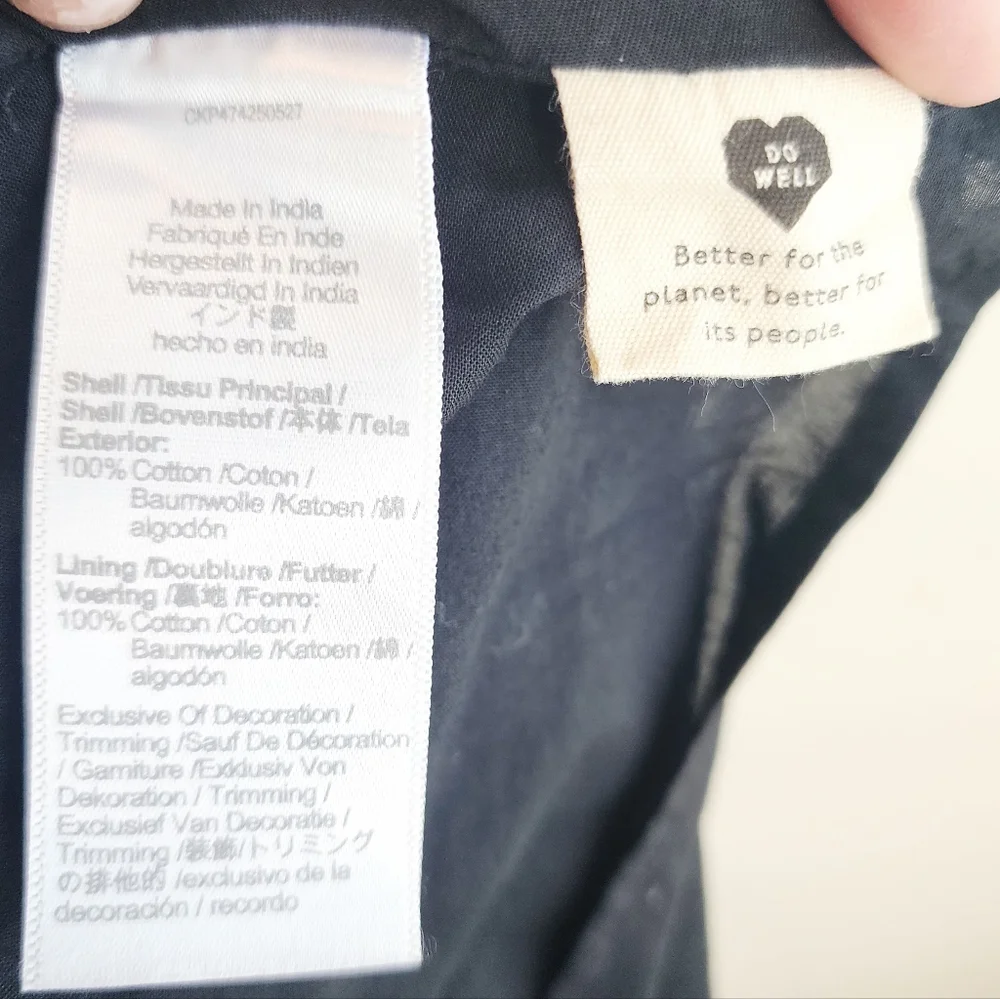 CKP474250527
Made In India
Fabriqué En Inde
Hergestellt In Indien
Vervaardigd In India
インド製
hecho en india
Shell /Tissu Principal /
Shell /Bovenstof /本体 /Tela
Exterior:
100% Cotton /Coton /
Baumwolle /Katoen /綿 /
algodón
Lining /Doublure /Futter /
Voering /裏地 /Forro:
100% Cotton /Coton /
Baumwolle /Katoen /綿 /
algodón
Exclusive Of Decoration /
Trimming /Sauf De Décoration
/ Garniture /Exklusiv Von
Dekoration / Trimming /
Exclusief Van Decoratie /
Trimming /装飾/トリミング
の排他的 /exclusivo de la
decoración / recordo
DO
WELL
Better for the
planet, better for
its people.